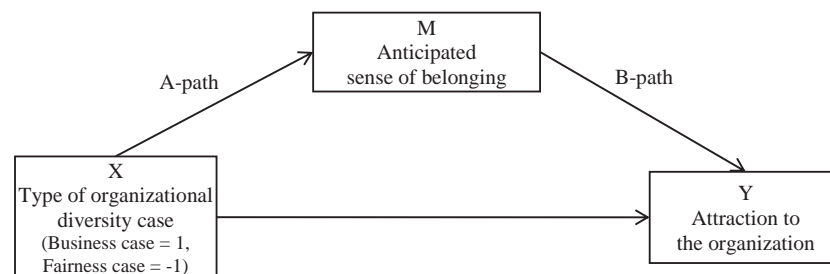 M
Anticipated
sense of belonging
A-path
B-path
X
Type of organizational
diversity case
(Business case = 1,
Fairness case = -1)
Y
Attraction to
the organization